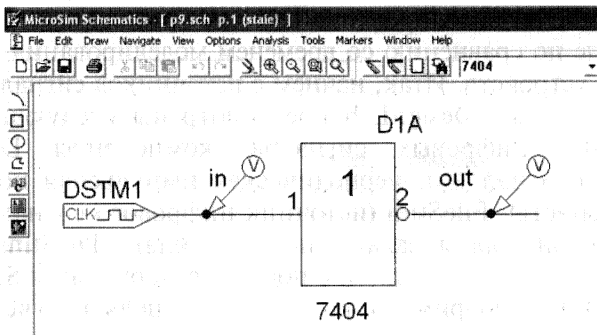 MicroSim Schematics - [ p9.sch p.1 (stale) ]
File Edit Draw Navigate View Options Analysis Tools Markers Window Help
7404
D1A
DSTM1 in V 1 1 2 out V
CLK
7404